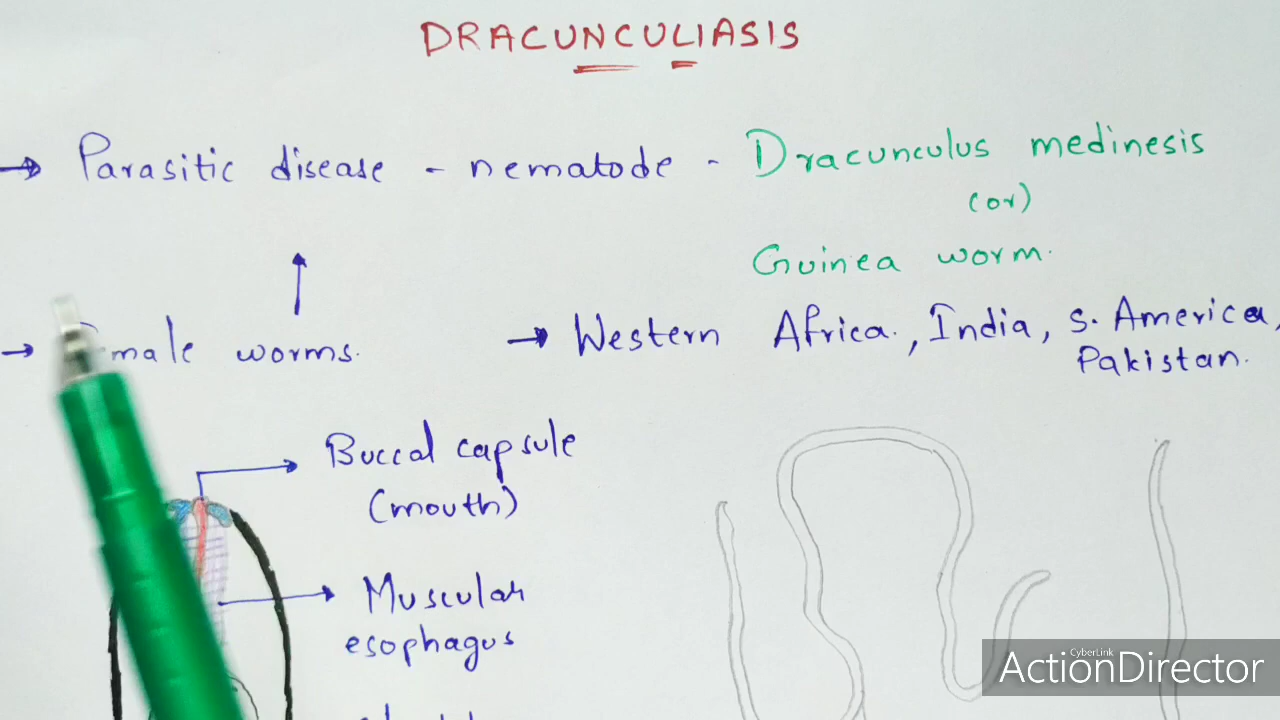 DRACUNCULIASIS
→ Parasitic disease - nematode - Dracunculus medinesis
(or)
Guinea worm.
→ male worms.
→ Western Africa, India, S. America, Pakistan.
Buccal capsule
(mouth)
Muscular
esophagus
CyberLink
ActionDirector